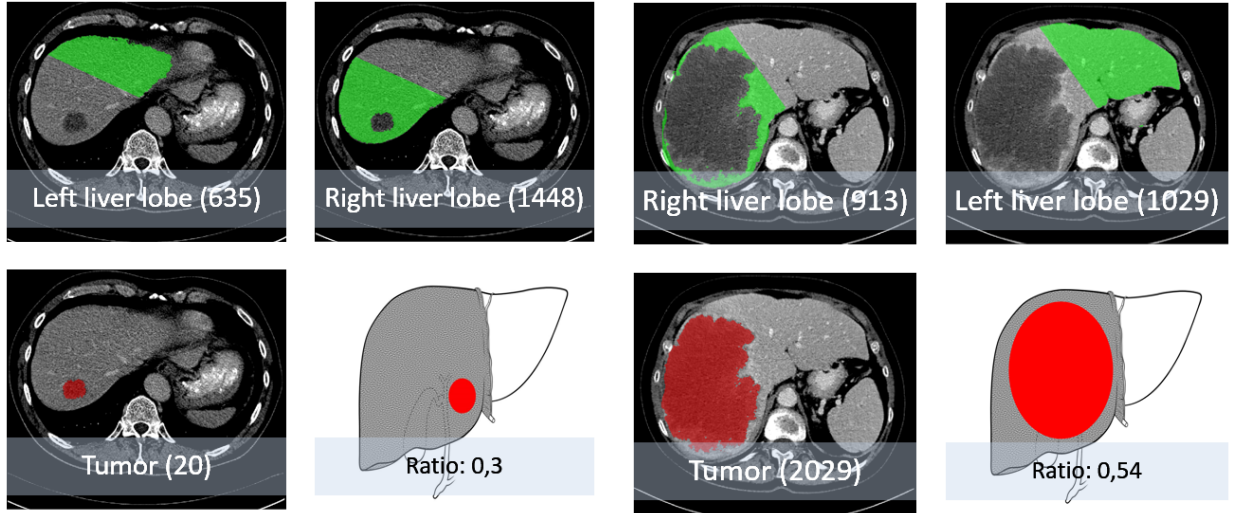 Left liver lobe (635)
Right liver lobe (1448)
Right liver lobe (913)
Left liver lobe (1029)
Tumor (20)
Ratio: 0,3
Tumor (2029)
Ratio: 0,54